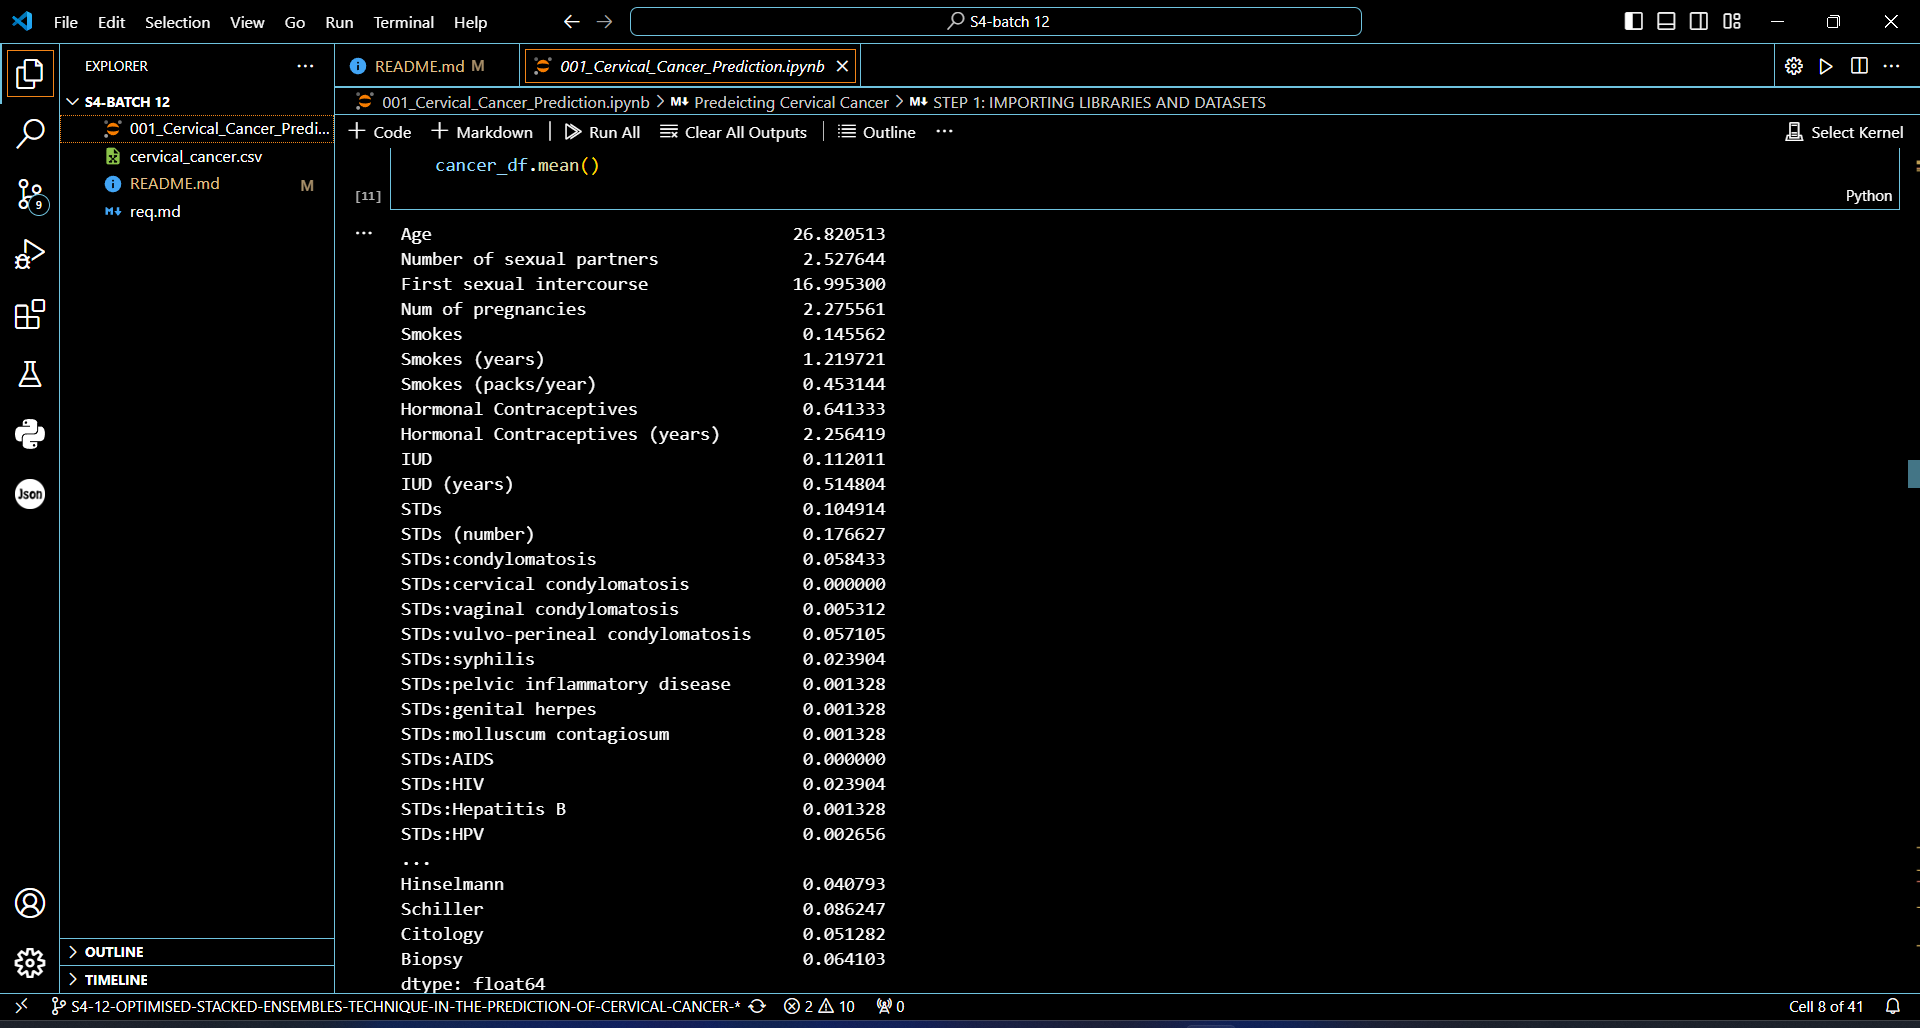 File Edit Selection View Go Run Terminal Help
S4-batch 12
EXPLORER
README.md M
001_Cervical_Cancer_Prediction.ipynb
S4-BATCH 12
001_Cervical_Cancer_Prediction.ipynb > Predeicting Cervical Cancer > STEP 1: IMPORTING LIBRARIES AND DATASETS
001_Cervical_Cancer_Predi...
cervical_cancer.csv
README.md M
req.md
+ Code + Markdown Run All Clear All Outputs Outline ...
Select Kernel
cancer_df.mean()
[11]
Python
... Age 26.820513
Number of sexual partners 2.527644
First sexual intercourse 16.995300
Num of pregnancies 2.275561
Smokes 0.145562
Smokes (years) 1.219721
Smokes (packs/year) 0.453144
Hormonal Contraceptives 0.641333
Hormonal Contraceptives (years) 2.256419
IUD 0.112011
IUD (years) 0.514804
STDs 0.104914
STDs (number) 0.176627
STDs:condylomatosis 0.058433
STDs:cervical condylomatosis 0.000000
STDs:vaginal condylomatosis 0.005312
STDs:vulvo-perineal condylomatosis 0.057105
STDs:syphilis 0.023904
STDs:pelvic inflammatory disease 0.001328
STDs:genital herpes 0.001328
STDs:molluscum contagiosum 0.001328
STDs:AIDS 0.000000
STDs:HIV 0.023904
STDs:Hepatitis B 0.001328
STDs:HPV 0.002656
...
Hinselmann 0.040793
Schiller 0.086247
Citology 0.051282
Biopsy 0.064103
dtype: float64
9
Json
OUTLINE
TIMELINE
S4-12-OPTIMISED-STACKED-ENSEMBLES-TECHNIQUE-IN-THE-PREDICTION-OF-CERVICAL-CANCER-* 2 10 0
Cell 8 of 41